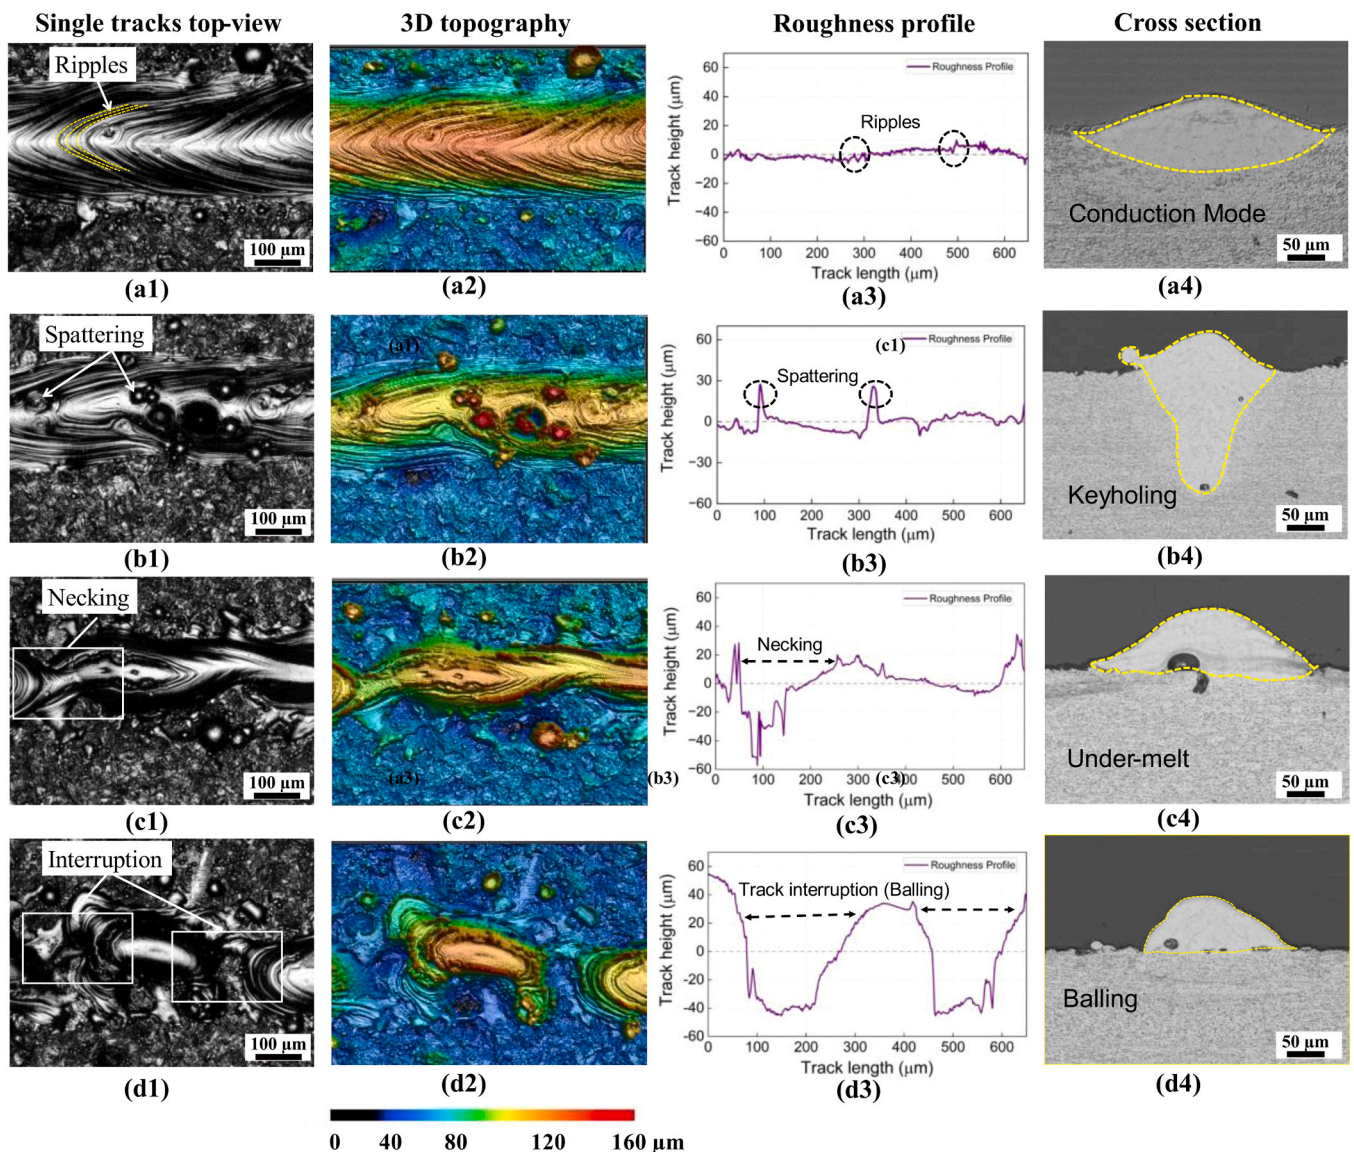 Single tracks top-view
3D topography
Roughness profile
Cross section
Ripples
100 µm
(a1)
(a2)
Track height (μm)
60
40
20
0
−20
−40
−60
Roughness Profile
Ripples
0
100
200
300
400
500
600
Track length (μm)
(a3)
Conduction Mode
50 µm
(a4)
Spattering
100 µm
(b1)
(a1)
(b2)
Track height (μm)
60
30
0
−30
−60
Roughness Profile
(c1)
Spattering
0
100
200
300
400
500
600
Track length (μm)
(b3)
Keyholing
50 µm
(b4)
Necking
100 µm
(c1)
(a3)
(c2)
(b3)
Track height (μm)
60
40
20
0
−20
−40
−60
Roughness Profile
Necking
0
100
200
300
400
500
600
(c3)
Track length (μm)
(c3)
Under-melt
50 µm
(c4)
Interruption
100 µm
(d1)
(d2)
Track height (μm)
60
40
20
0
−20
−40
−60
Roughness Profile
Track interruption (Balling)
0
100
200
300
400
500
600
Track length (μm)
(d3)
Balling
50 µm
(d4)
0
40
80
120
160 µm